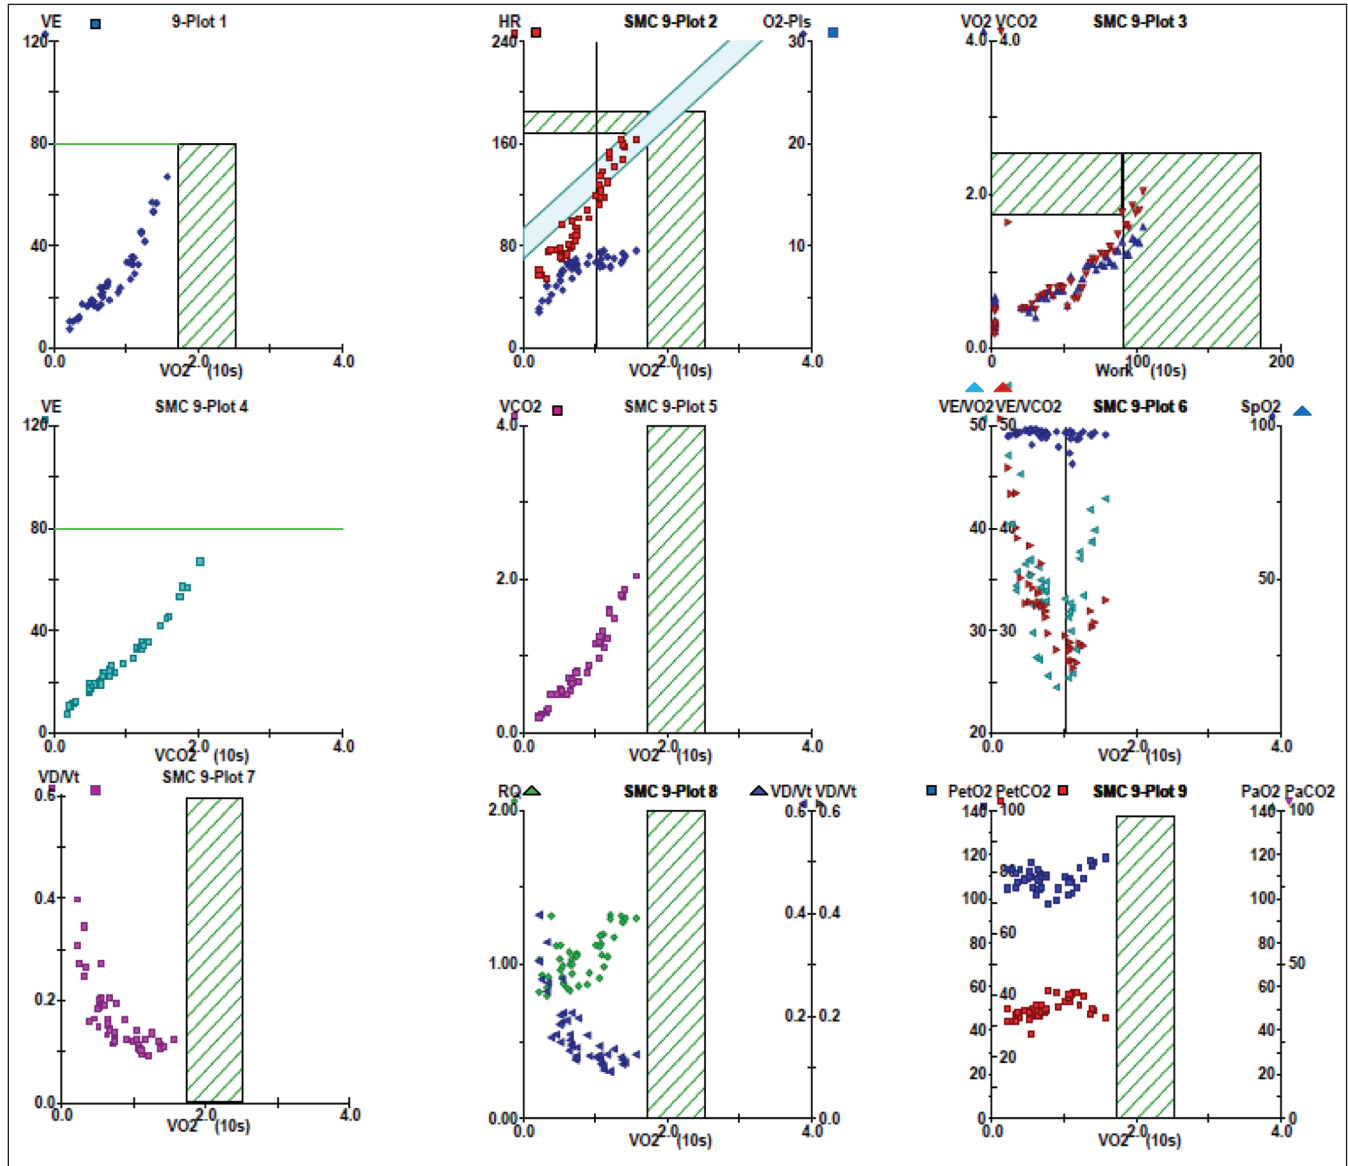 VE 9-Plot 1
120
80
40
0
0.0 2.0 4.0
VO2 (10s)
HR SMC 9-Plot 2 O2-Pls
240 30
160 20
80 10
0 0
0.0 2.0 4.0
VO2 (10s)
VO2 VCO2 SMC 9-Plot 3
4.0 4.0
2.0
0.0
0 100 200
Work (10s)
VE SMC 9-Plot 4
120
80
40
0
0.0 2.0 4.0
VCO2 (10s)
VCO2 SMC 9-Plot 5
4.0
2.0
0.0
0.0 2.0 4.0
VO2 (10s)
VE/VO2 VE/VCO2 SMC 9-Plot 6 SpO2
50 50 100
40 40
50
30 30
20
0.0 2.0 4.0
VO2 (10s)
VD/Vt SMC 9-Plot 7
0.6
0.4
0.2
0.0
0.0 2.0 4.0
VO2 (10s)
RQ SMC 9-Plot 8 VD/Vt VD/Vt
2.00 0.6 0.6
0.4 0.4
1.00
0.2 0.2
0.00 0.0 0.0
0.0 2.0 4.0
VO2 (10s)
PetO2 PetCO2 SMC 9-Plot 9 PaO2 PaCO2
140 100 140 100
120 120
80
100 100
80 60 80
60 50
40 60
40 40
20 20 20
0 0 0
0.0 2.0 4.0
VO2 (10s)